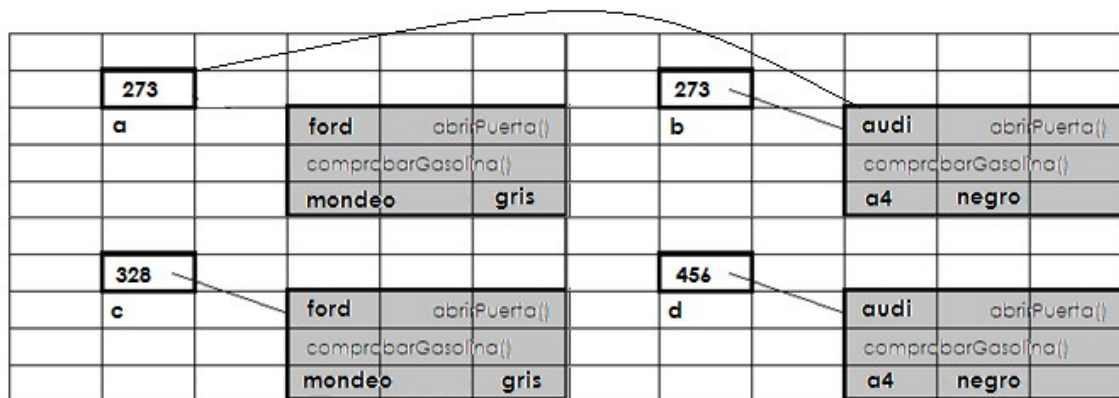 273 273
a ford abrirPuerta() b audi abrirPuerta()
comprobarGasolina() comprobarGasolina()
mondeo gris a4 negro
328 456
c ford abrirPuerta() d audi abrirPuerta()
comprobarGasolina() comprobarGasolina()
mondeo gris a4 negro